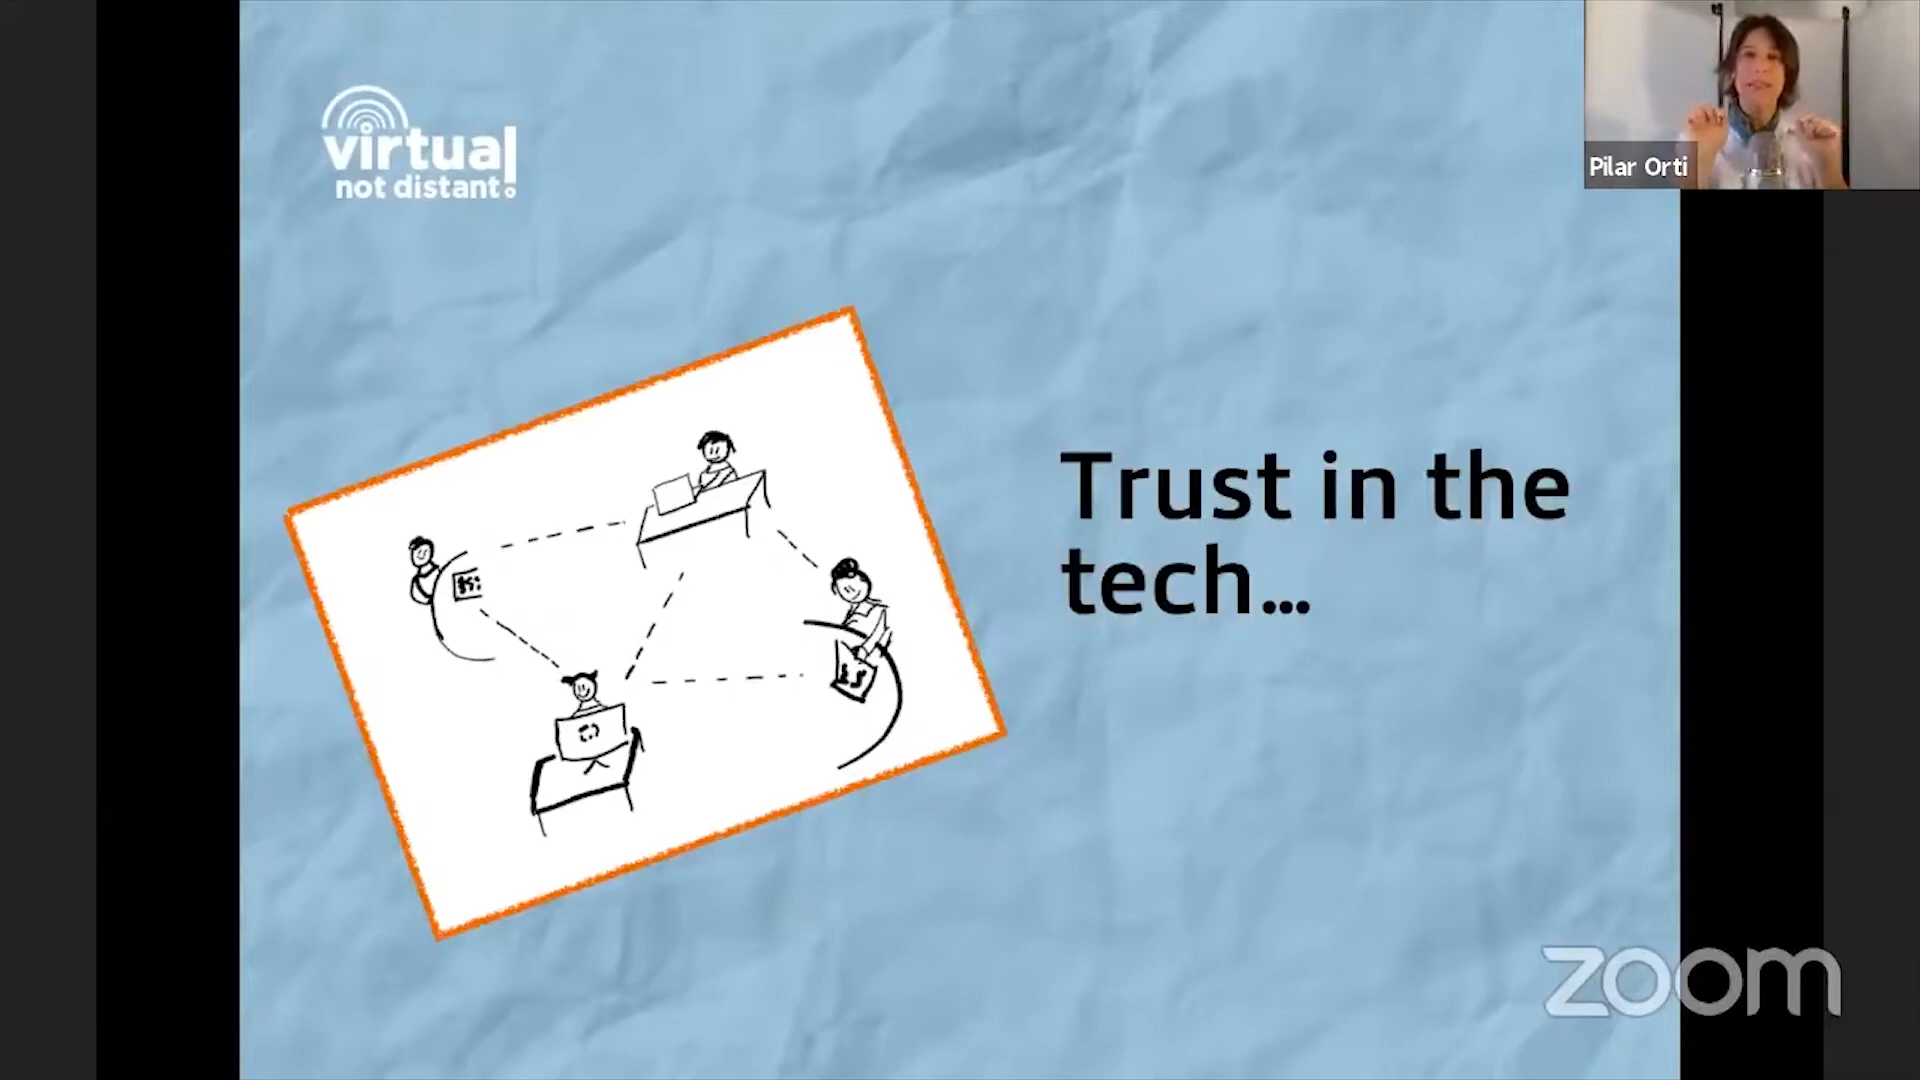 virtual
not distant.
Pilar Orti
Trust in the
tech...
zoom